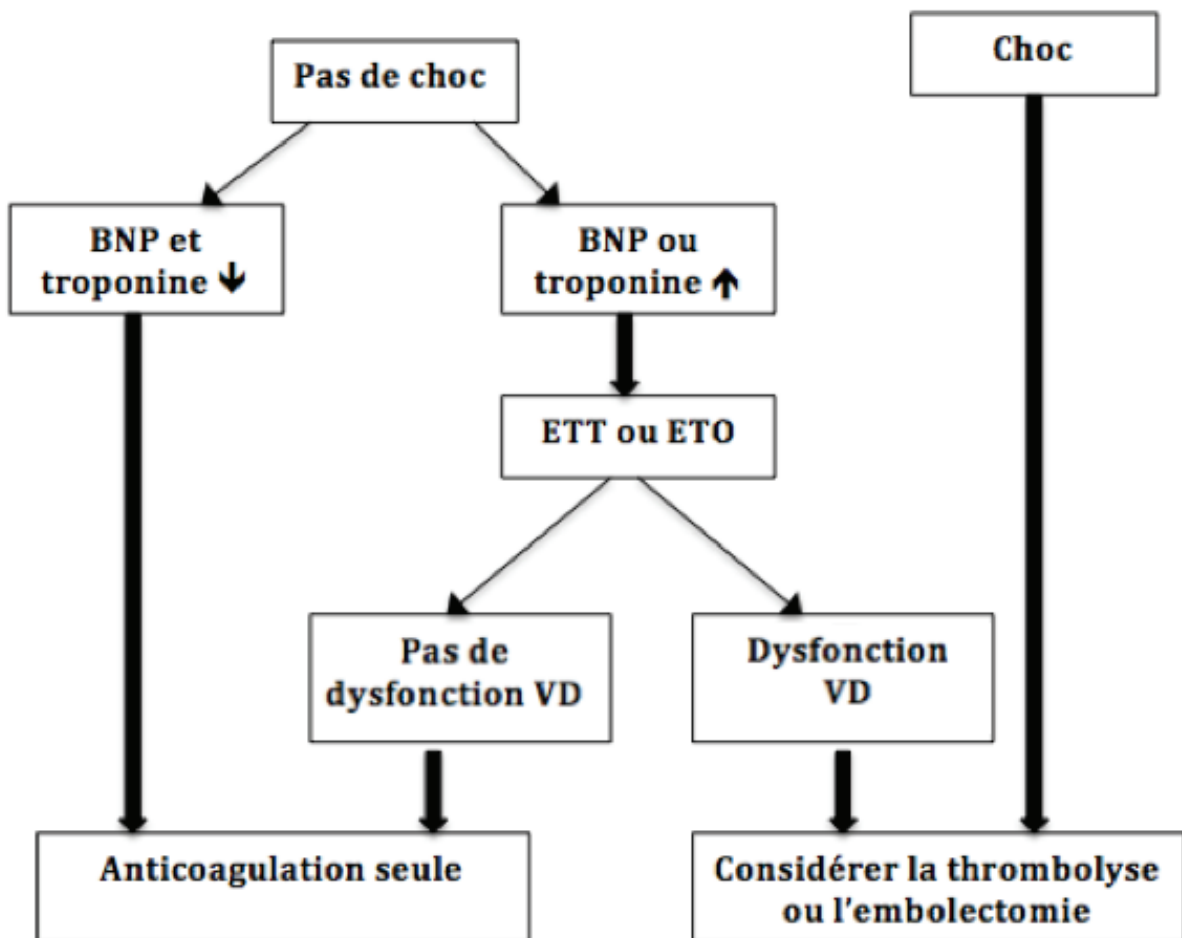 Pas de choc
Choc
BNP et
troponine ↓
BNP ou
troponine ↑
ETT ou ETO
Pas de
dysfonction VD
Dysfonction
VD
Anticoagulation seule
Considérer la thrombolyse
ou l'embolectomie